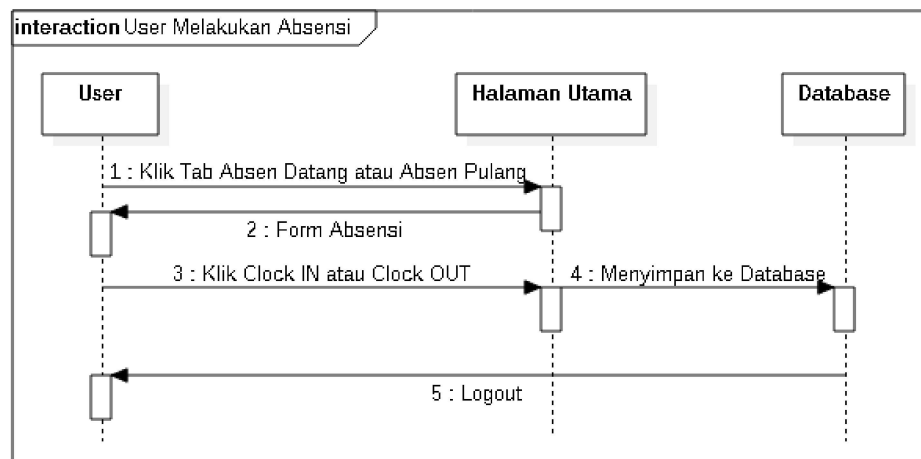 interaction User Melakukan Absensi
User
Halaman Utama
Database
1 : Klik Tab Absen Datang atau Absen Pulang
2 : Form Absensi
3 : Klik Clock IN atau Clock OUT
4 : Menyimpan ke Database
5 : Logout